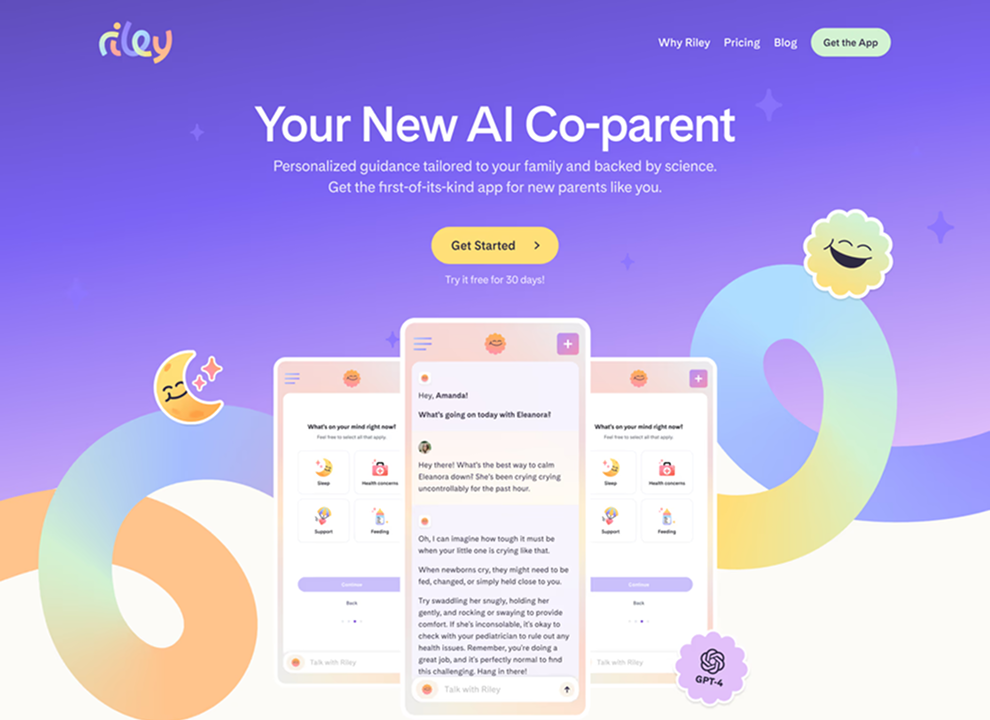 riley
Why Riley
Pricing
Blog
Get the App
Your New AI Co-parent
Personalized guidance tailored to your family and backed by science.
Get the first-of-its-kind app for new parents like you.
Get Started
Try it free for 30 days!
What's on your mind right now?
Feel free to select all that apply.
Sleep
Health concerns
Support
Feeding
Continue
Back
Talk with Riley
Hey, Amanda!
What's going on today with Eleanora?
Hey there! What's the best way to calm
Eleanora down? She's been crying crying
uncontrollably for the past hour.
Oh, I can imagine how tough it must be
when your little one is crying like that.
When newborns cry, they might need to be
fed, changed, or simply held close to you.
Try swaddling her snugly, holding her
gently, and rocking or swaying to provide
comfort. If she's inconsolable, it's okay to
check with your pediatrician to rule out any
health issues. Remember, you're doing a
great job, and it's perfectly normal to find
this challenging. Hang in there!
Talk with Riley
What's on your mind right now?
Feel free to select all that apply.
Sleep
Health concerns
Support
Feeding
Continue
Back
Talk with Riley
GPT-4